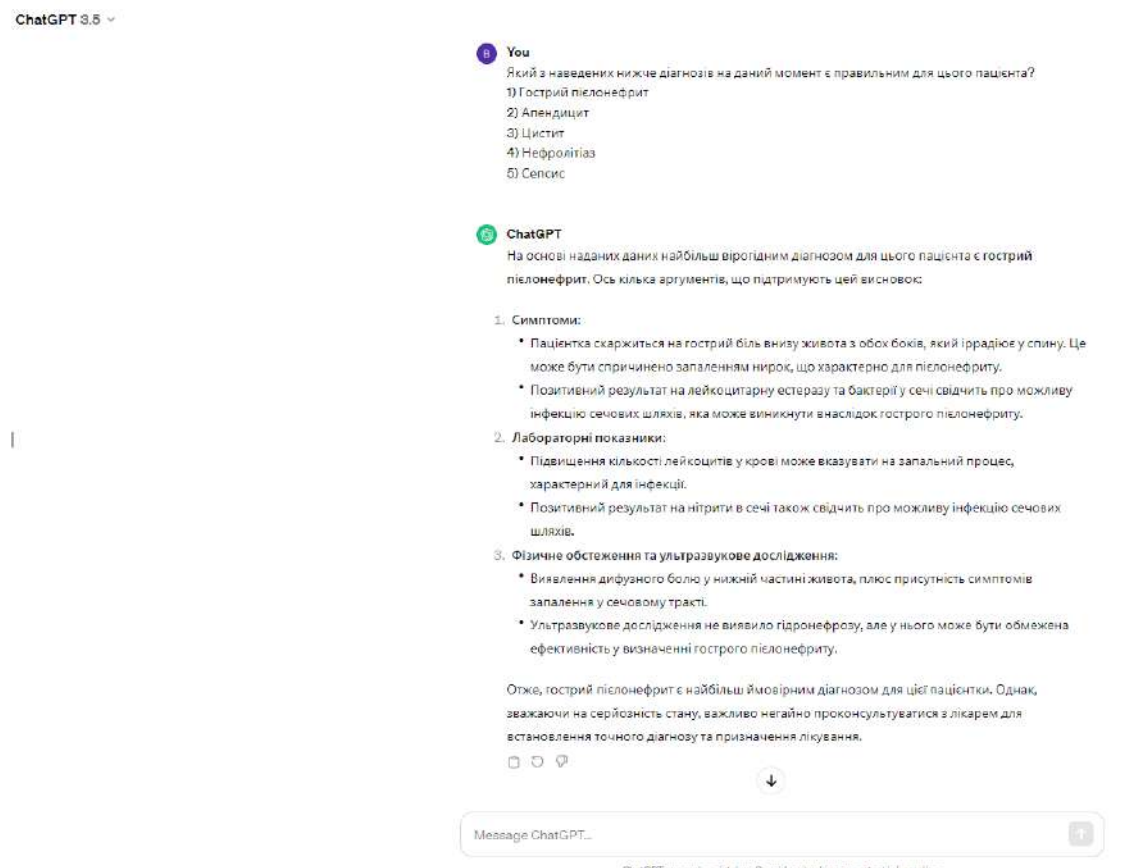 ChatGPT 3.5
B
You
Який з наведених нижче діагнозів на даний момент є правильним для цього пацієнта?
1) Гострий пієлонефрит
2) Апендицит
3) Цистит
4) Нефролітіаз
5) Сепсис
ChatGPT
На основі наданих даних найбільш вірогідним діагнозом для цього пацієнта є гострий
пієлонефрит. Ось кілька аргументів, що підтримують цей висновок:
1. Симптоми:
• Пацієнтка скаржиться на гострий біль внизу живота з обох боків, який іррадіює у спину. Це
може бути спричинено запаленням нирок, що характерно для пієлонефриту.
• Позитивний результат на лейкоцитарну естеразу та бактерії у сечі свідчить про можливу
інфекцію сечових шляхів, яка може виникнути внаслідок гострого пієлонефриту.
2. Лабораторні показники:
• Підвищення кількості лейкоцитів у крові може вказувати на запальний процес,
характерний для інфекції.
• Позитивний результат на нітрити в сечі також свідчить про можливу інфекцію сечових
шляхів.
3. Фізичне обстеження та ультразвукове дослідження:
• Виявлення дифузного болю у нижній частині живота, плюс присутність симптомів
запалення у сечовому тракті.
• Ультразвукове дослідження не виявило гідронефрозу, але у нього може бути обмежена
ефективність у визначенні гострого пієлонефриту.
Отже, гострий пієлонефрит є найбільш ймовірним діагнозом для цієї пацієнтки. Однак,
зважаючи на серйозність стану, важливо негайно проконсультуватися з лікарем для
встановлення точного діагнозу та призначення лікування.
Message ChatGPT...